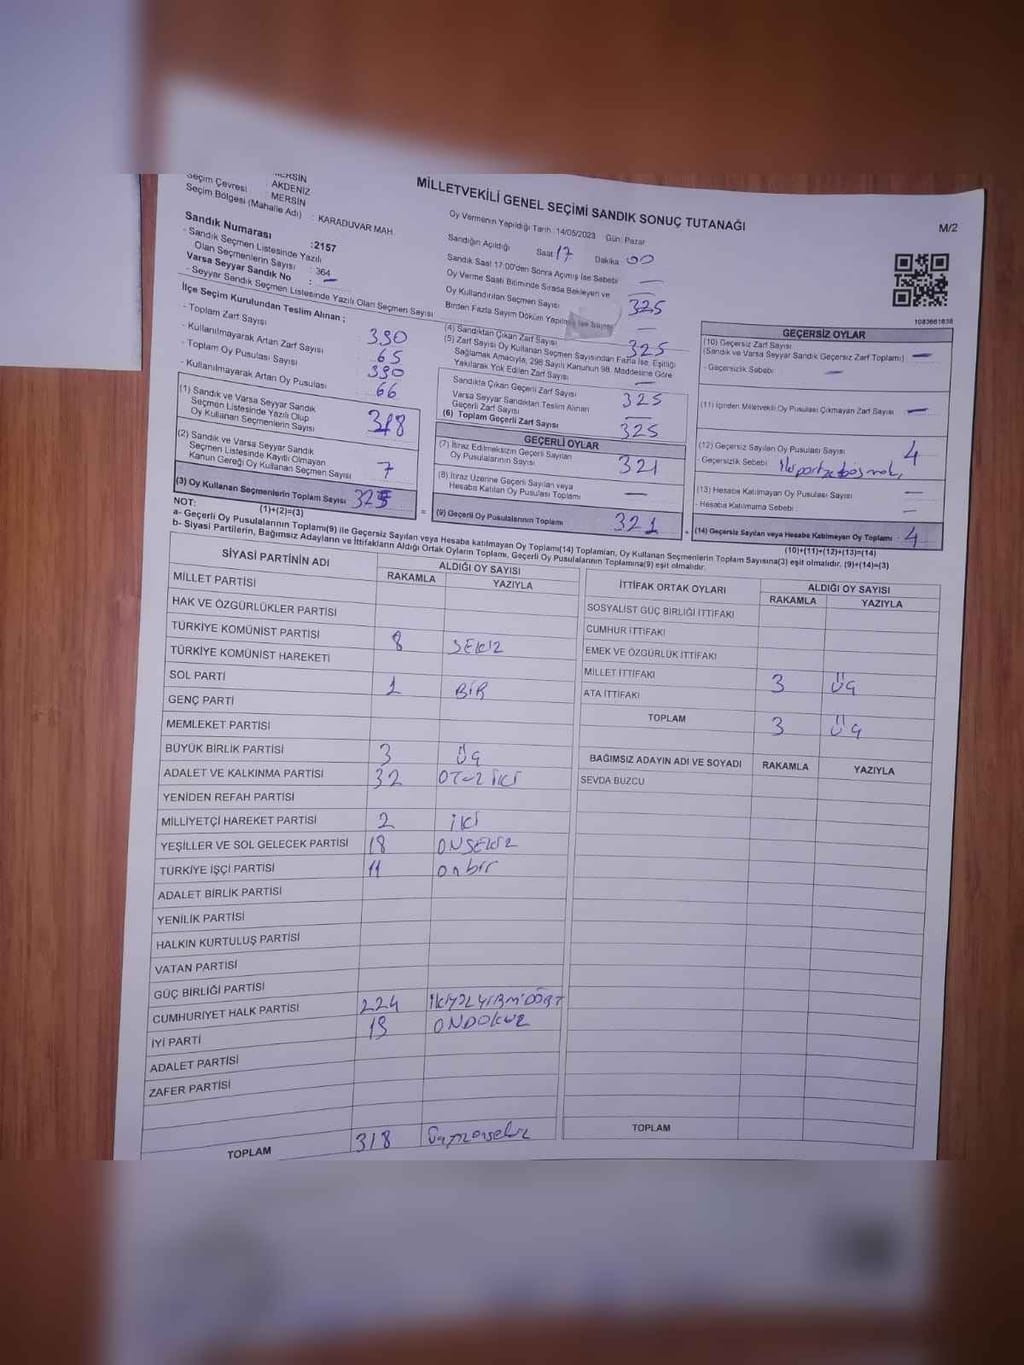 MERSİN
Seçim Çevresi : AKDENİZ
MERSİN
Seçim Bölgesi (Mahalle Adı) : KARADUVAR MAH.
Sandık Numarası :2157
- Sandık Seçmen Listesinde Yazılı
Olan Seçmenlerin Sayısı : 364
Varsa Seyyar Sandık No : —
- Seyyar Sandık Seçmen Listesinde Yazılı Olan Seçmen Sayısı
İlçe Seçim Kurulundan Teslim Alınan ;
- Toplam Zarf Sayısı 390
- Kullanılmayarak Artan Zarf Sayısı 65
- Toplam Oy Pusulası Sayısı 390
- Kullanılmayarak Artan Oy Pusulası 66
(1) Sandık ve Varsa Seyyar Sandık
Seçmen Listesinde Yazılı Olup
Oy Kullanan Seçmenlerin Sayısı 318
(2) Sandık ve Varsa Seyyar Sandık
Seçmen Listesinde Kayıtlı Olmayan
Kanun Gereği Oy Kullanan Seçmen Sayısı 7
(3) Oy Kullanan Seçmenlerin Toplam Sayısı 325
(1)+(2)=(3)
MİLLETVEKİLİ GENEL SEÇİMİ SANDIK SONUÇ TUTANAĞI
M/2
Oy Vermenin Yapıldığı Tarih :14/05/2023 Gün: Pazar
Sandığın Açıldığı Saat 17 Dakika 00
Sandık Saat 17:00'den Sonra Açılmış İse Sebebi —
Oy Verme Saati Bitiminde Sırada Bekleyen ve
Oy Kullandırılan Seçmen Sayısı —
325
Birden Fazla Sayım Döküm Yapılmış İse Sayısı —
(4) Sandıktan Çıkan Zarf Sayısı 325
(5) Zarf Sayısı Oy Kullanan Seçmen Sayısından Fazla İse, Eşitliği
Sağlamak Amacıyla, 298 Sayılı Kanunun 98. Maddesine Göre
Yakılarak Yok Edilen Zarf Sayısı —
Sandıkta Çıkan Geçerli Zarf Sayısı 325
Varsa Seyyar Sandıktan Teslim Alınan
Geçerli Zarf Sayısı —
(6) Toplam Geçerli Zarf Sayısı 325
GEÇERLİ OYLAR
(7) İtiraz Edilmeksizin Geçerli Sayılan
Oy Pusulalarının Sayısı 321
(8) İtiraz Üzerine Geçerli Sayılan veya
Hesaba Katılan Oy Pusulası Toplamı —
= (9) Geçerli Oy Pusulalarının Toplamı 321
1083661638
GEÇERSİZ OYLAR
(10) Geçersiz Zarf Sayısı
(Sandık ve Varsa Seyyar Sandık Geçersiz Zarf Toplamı) —
- Geçersizlik Sebebi —
(11) İçinden Milletvekili Oy Pusulası Çıkmayan Zarf Sayısı —
(12) Geçersiz Sayılan Oy Pusulası Sayısı 4
- Geçersizlik Sebebi
(13) Hesaba Katılmayan Oy Pusulası Sayısı —
- Hesaba Katılmama Sebebi —
+ (14) Geçersiz Sayılan veya Hesaba Katılmayan Oy Toplamı 4
(10)+(11)+(12)+(13)=(14)
NOT:
a- Geçerli Oy Pusulalarının Toplamı(9) ile Geçersiz Sayılan veya Hesaba katılmayan Oy Toplamı(14) Toplamları, Oy Kullanan Seçmenlerin Toplam Sayısına(3) eşit olmalıdır. (9)+(14)=(3)
b- Siyasi Partilerin, Bağımsız Adayların ve İttifakların Aldığı Ortak Oyların Toplamı, Geçerli Oy Pusulalarının Toplamına(9) eşit olmalıdır.
SİYASİ PARTİNİN ADI ALDIĞI OY SAYISI
RAKAMLA YAZIYLA
MİLLET PARTİSİ
HAK VE ÖZGÜRLÜKLER PARTİSİ
TÜRKİYE KOMÜNİST PARTİSİ 8 SEKİZ
TÜRKİYE KOMÜNİST HAREKETİ
SOL PARTİ 1 BİR
GENÇ PARTİ
MEMLEKET PARTİSİ
BÜYÜK BİRLİK PARTİSİ 3 ÜÇ
ADALET VE KALKINMA PARTİSİ 32 OTUZ İKİ
YENİDEN REFAH PARTİSİ
MİLLİYETÇİ HAREKET PARTİSİ 2 İKİ
YEŞİLLER VE SOL GELECEK PARTİSİ 18 ONSEKİZ
TÜRKİYE İŞÇİ PARTİSİ 11 onbir
ADALET BİRLİK PARTİSİ
YENİLİK PARTİSİ
HALKIN KURTULUŞ PARTİSİ
VATAN PARTİSİ
GÜÇ BİRLİĞİ PARTİSİ
CUMHURİYET HALK PARTİSİ 224 İKİYÜZ YİRMİ DÖRT
İYİ PARTİ 19 ONDOKUZ
ADALET PARTİSİ
ZAFER PARTİSİ
TOPLAM 318
İTTİFAK ORTAK OYLARI ALDIĞI OY SAYISI
RAKAMLA YAZIYLA
SOSYALİST GÜÇ BİRLİĞİ İTTİFAKI
CUMHUR İTTİFAKI
EMEK VE ÖZGÜRLÜK İTTİFAKI
MİLLET İTTİFAKI 3 ÜÇ
ATA İTTİFAKI
TOPLAM 3 ÜÇ
BAĞIMSIZ ADAYIN ADI VE SOYADI RAKAMLA YAZIYLA
SEVDA BUZCU
TOPLAM